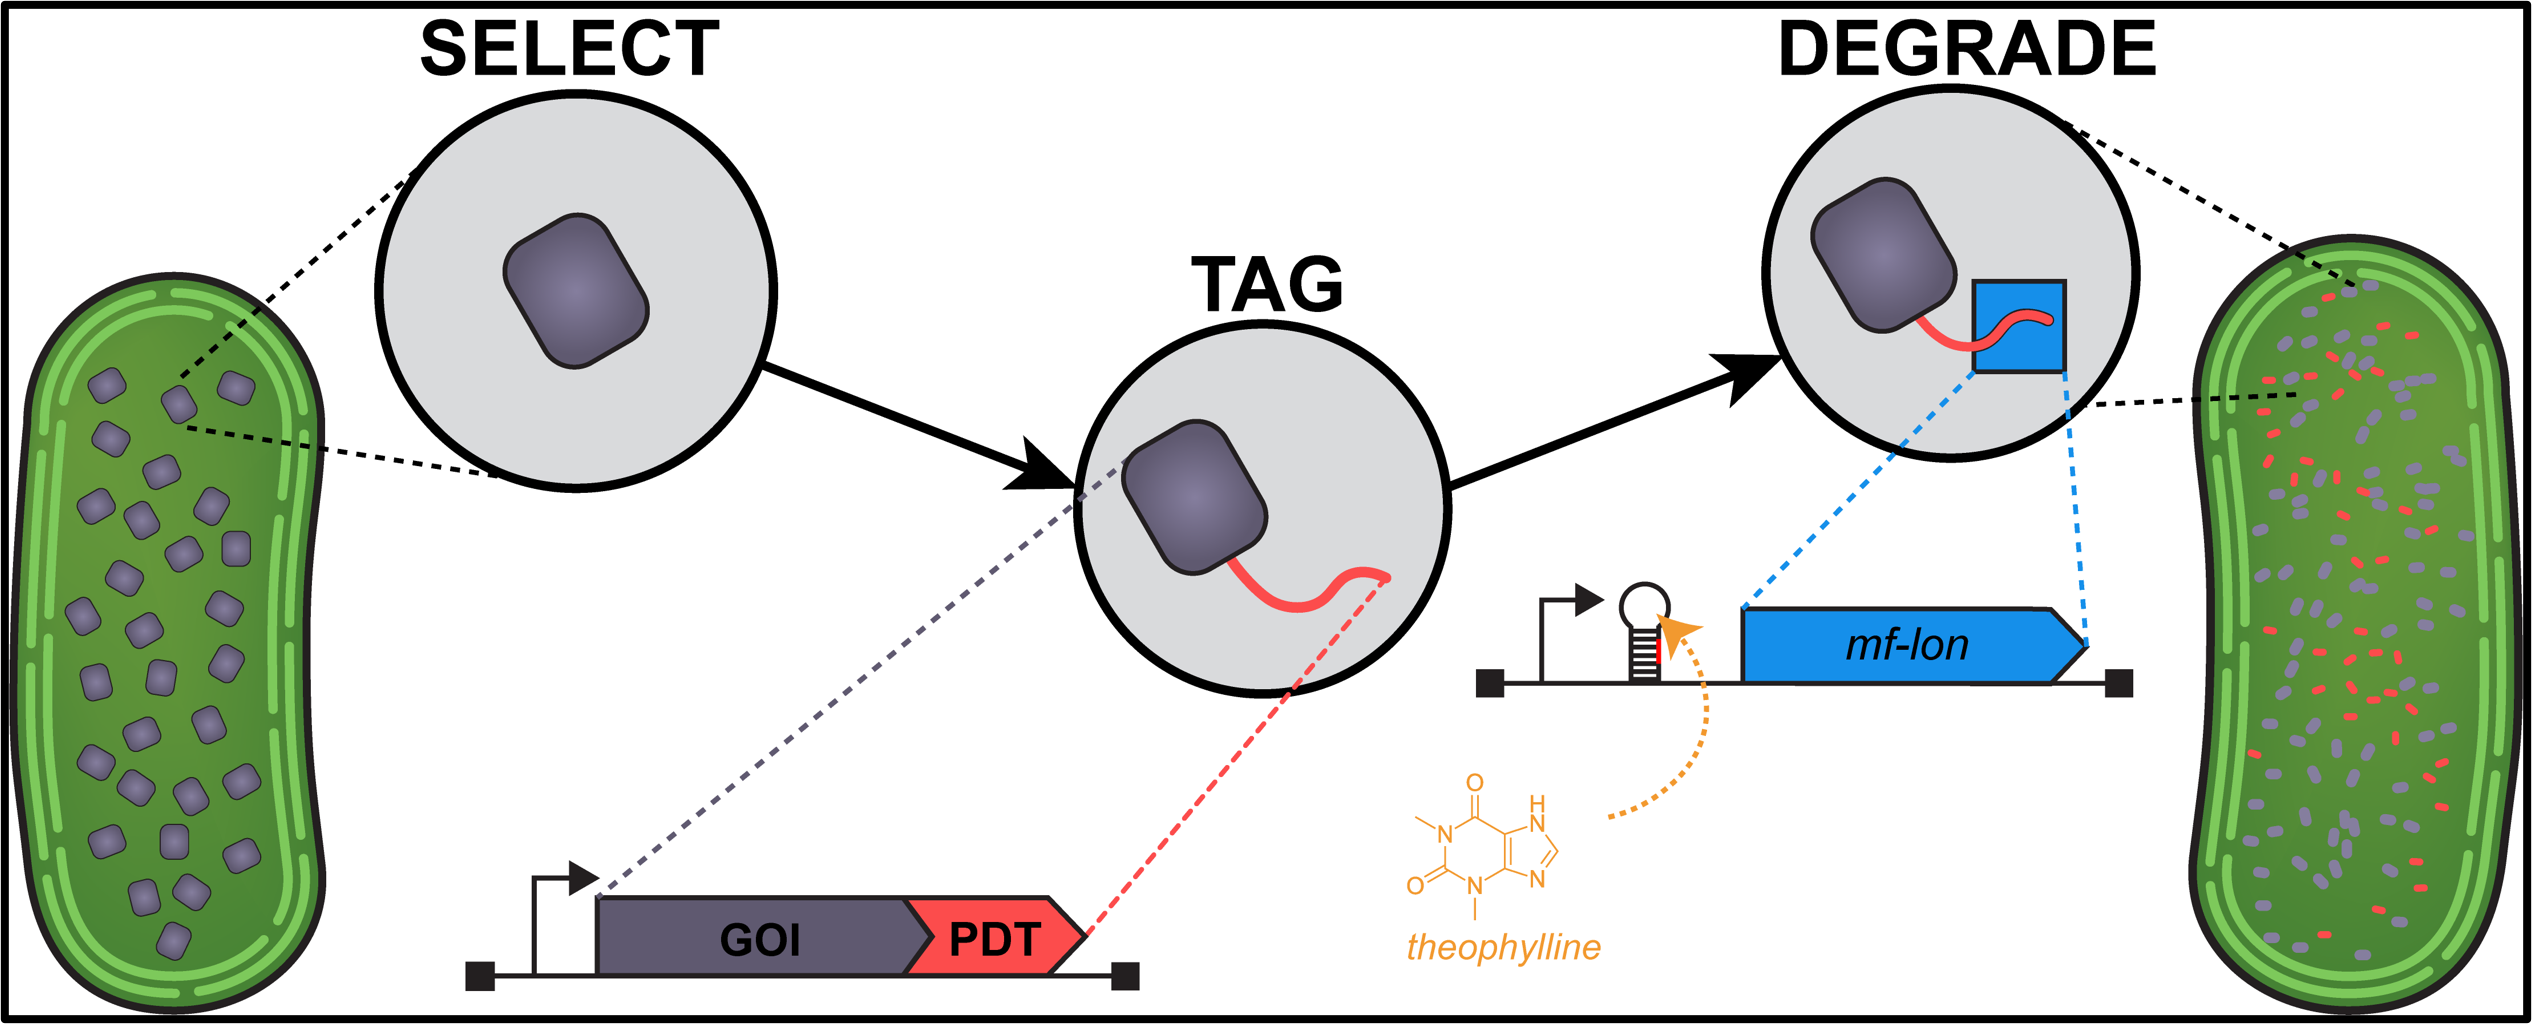 SELECT
DEGRADE
TAG
mf-lon
GOI
PDT
O
N
H
N
O
N
N
theophylline